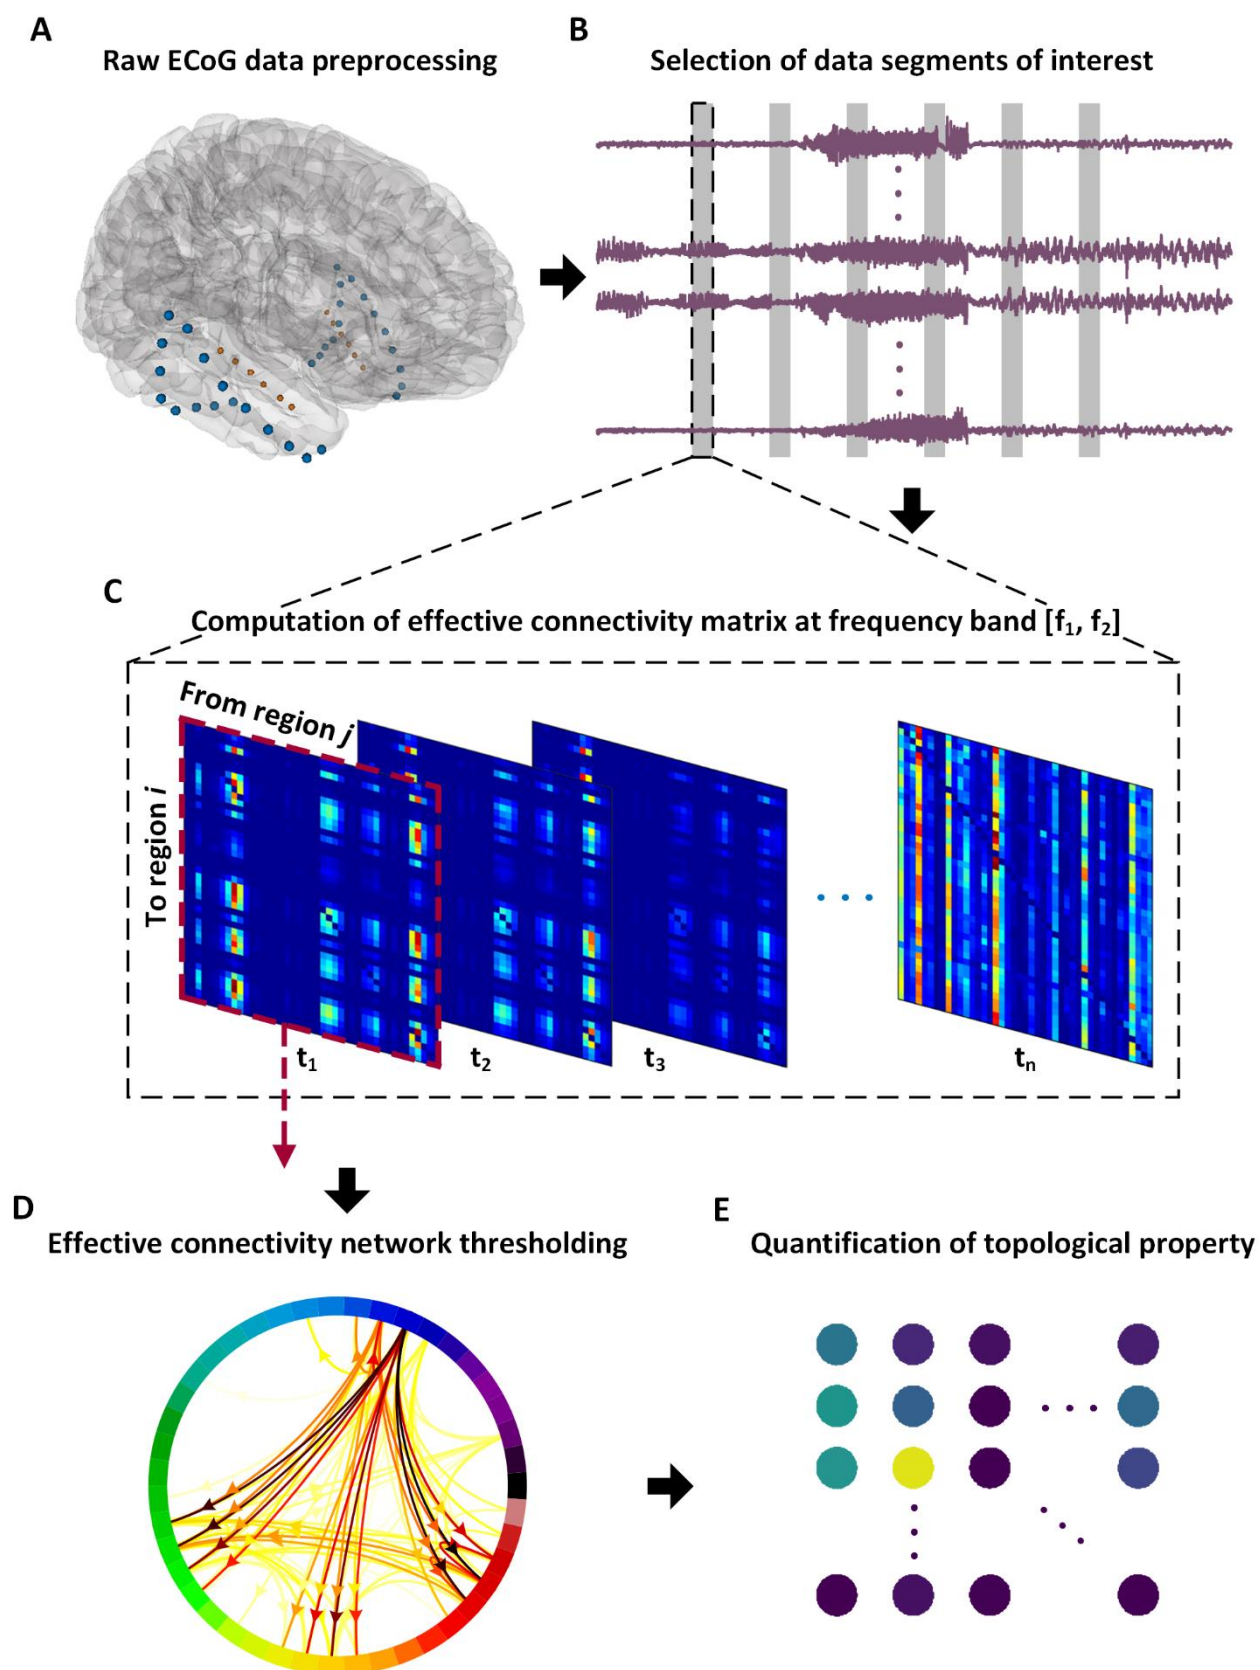 A
Raw ECoG data preprocessing
B
Selection of data segments of interest
C
Computation of effective connectivity matrix at frequency band [f₁, f₂]
From region j
To region i
t₁
t₂
t₃
tₙ
D
Effective connectivity network thresholding
E
Quantification of topological property